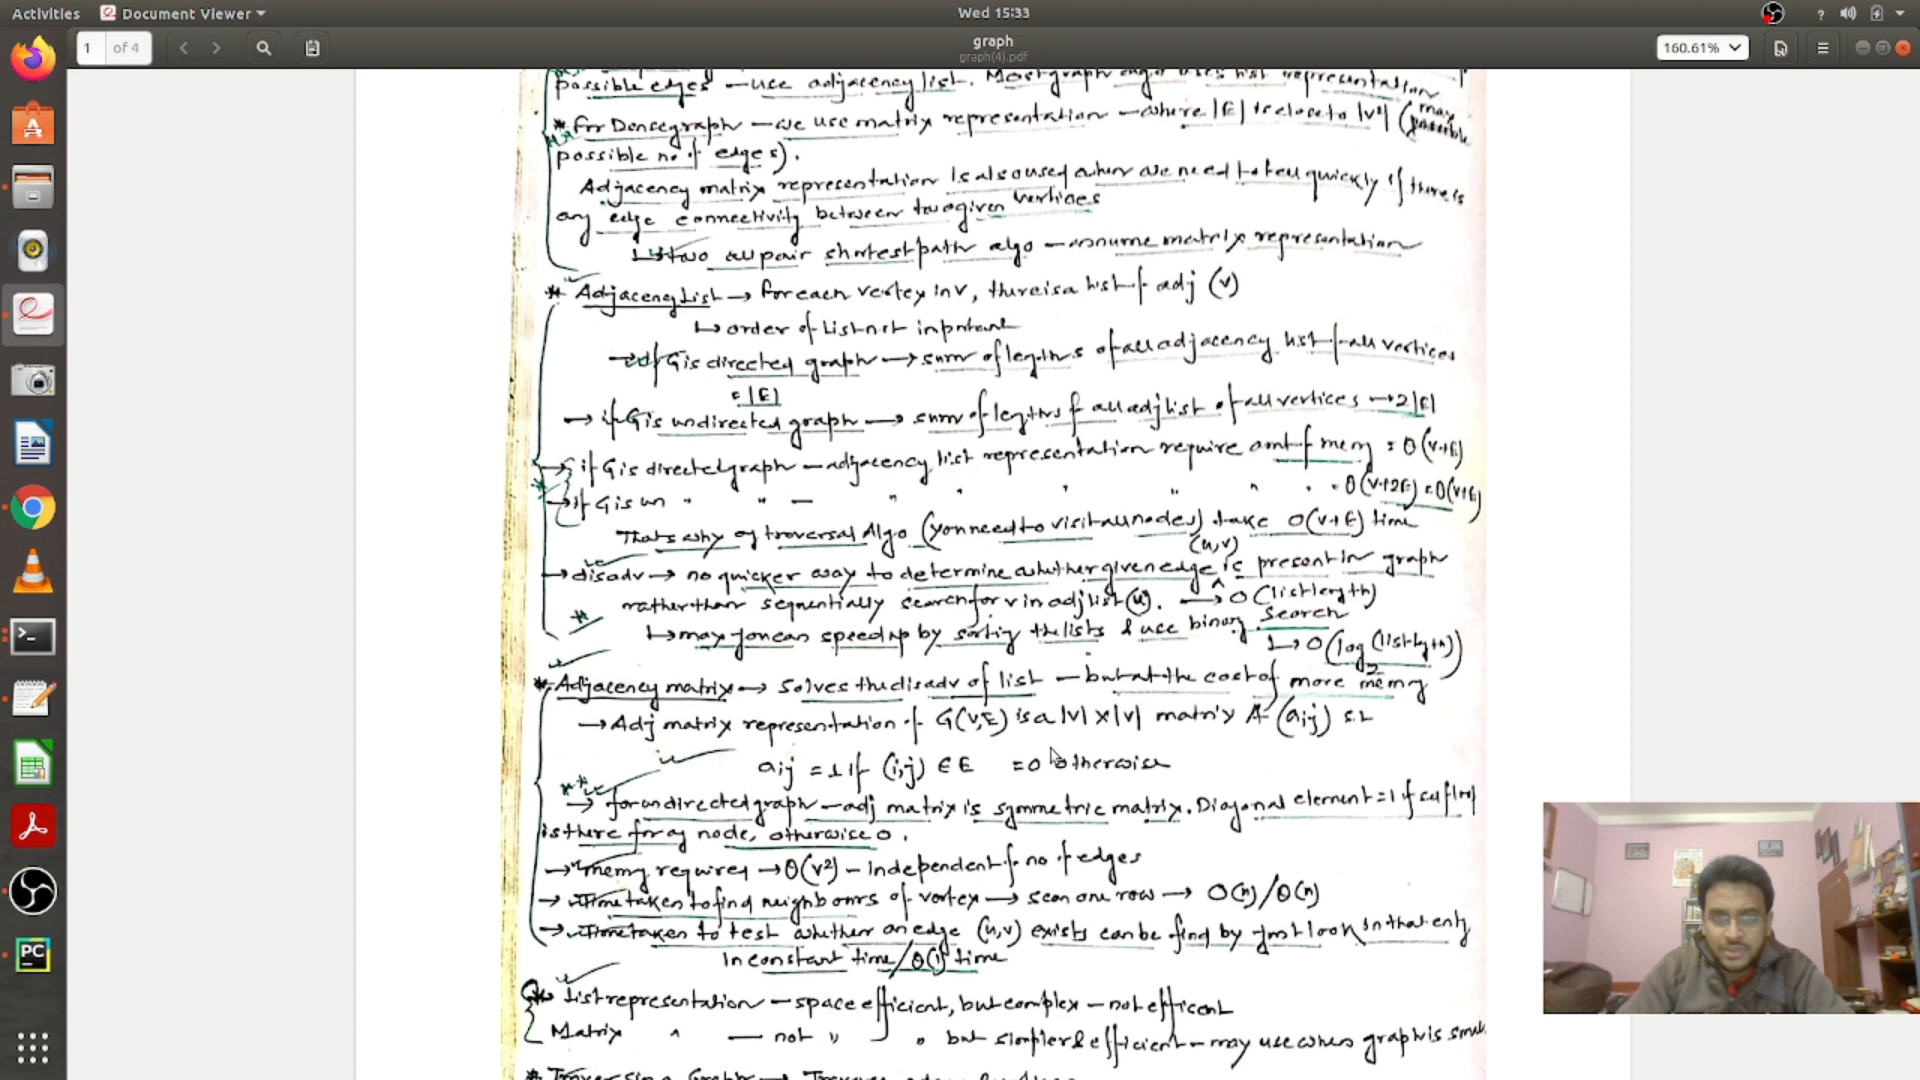 Activities Document Viewer Wed 15:33
1 of 4 graph 160.61%
graph(4).pdf
possible edges - use adjacency list. Most graph algo uses list representation
* For Dense graph - we use matrix representation - where |E| is close to |v²| (max possible
possible no. of edges).
Adjacency matrix representation is also used when we need to tell quickly if there is
any edge connectivity between two given vertices
↳ two all pair shortest path algo - assume matrix representation
* Adjaceny List → for each vertex in v, there is a list of adj (v)
↳ order of List not important
→ if G is directed graph → sum of lengths of all adjacency list of all vertices
= |E|
→ if G is undirected graph → sum of lengths of all adj list of all vertices → 2|E|
→ if G is directed graph - adjacency list representation require amt of memy = θ(V+E)
→ if G is un " " - " " " " " " = θ(V+2E) = θ(V+E)
That's why of traversal Algo (you need to visit all nodes) take O(V+E) time
(u,v)
→ disadv → no quicker way to determine whether given edge ^ is present in graph
rather than sequentially search for v in adj list (u). → O(list length)
↳ may you can speed up by sorting the lists & use binary search
↳ O(log(list length))
* Adjacency matrix → Solves the disadv of list - but at the cost of more memy
→ Adj matrix representation of G(V,E) is a |V| x |V| matrix A = (aij) s.t
aij = 1 if (i,j) ∈ E = 0 otherwise
** → for undirected graph - adj matrix is symmetric matrix. Diagonal element = 1 if self loop
is there for any node, otherwise 0.
→ memy requires → θ(v²) - independent of no of edges
→ Time taken to find neighbours of vertex → scan one row → O(n)/θ(n)
→ Time taken to test whether an edge (u,v) exists can be find by just look in that entry
in constant time/θ(1) time
* List representation - space efficient, but complex - not efficient
Matrix " - not " " but simpler & efficient - may use when graph is small
PC